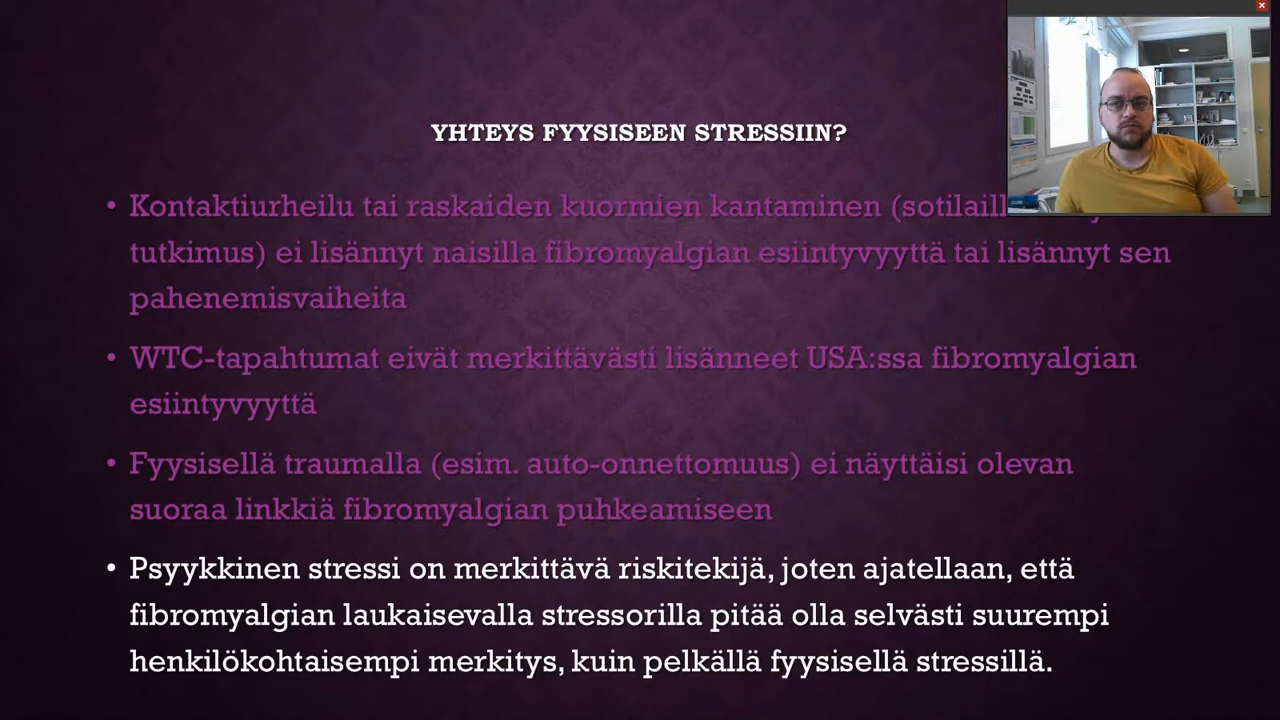 YHTEYS FYYSISEEN STRESSIIN?
• Kontaktiurheilu tai raskaiden kuormien kantaminen
tutkimus) ei lisännyt naisilla fibromyalgian esiintyvyyttä tai lisännyt sen
pahenemisvaiheita
• WTC-tapahtumat eivät merkittävästi lisänneet USA:ssa fibromyalgian
esiintyvyyttä
• Fyysisellä traumalla (esim. auto-onnettomuus) ei näyttäisi olevan
suoraa linkkiä fibromyalgian puhkeamiseen
• Psyykkinen stressi on merkittävä riskitekijä, joten ajatellaan, että
fibromyalgian laukaisevalla stressorilla pitää olla selvästi suurempi
henkilökohtaisempi merkitys, kuin pelkällä fyysisellä stressillä.